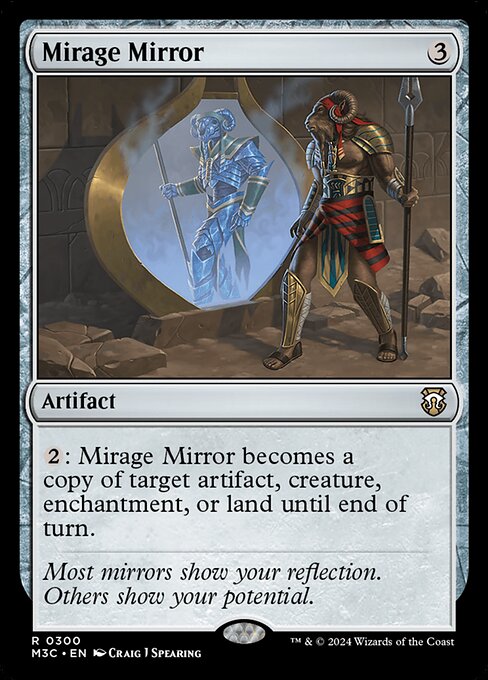 Mirage Mirror 3
Artifact
2: Mirage Mirror becomes a
copy of target artifact, creature,
enchantment, or land until end of
turn.
Most mirrors show your reflection.
Others show your potential.
R 0300
M3C • EN Craig J Spearing
™ & © 2024 Wizards of the Coast